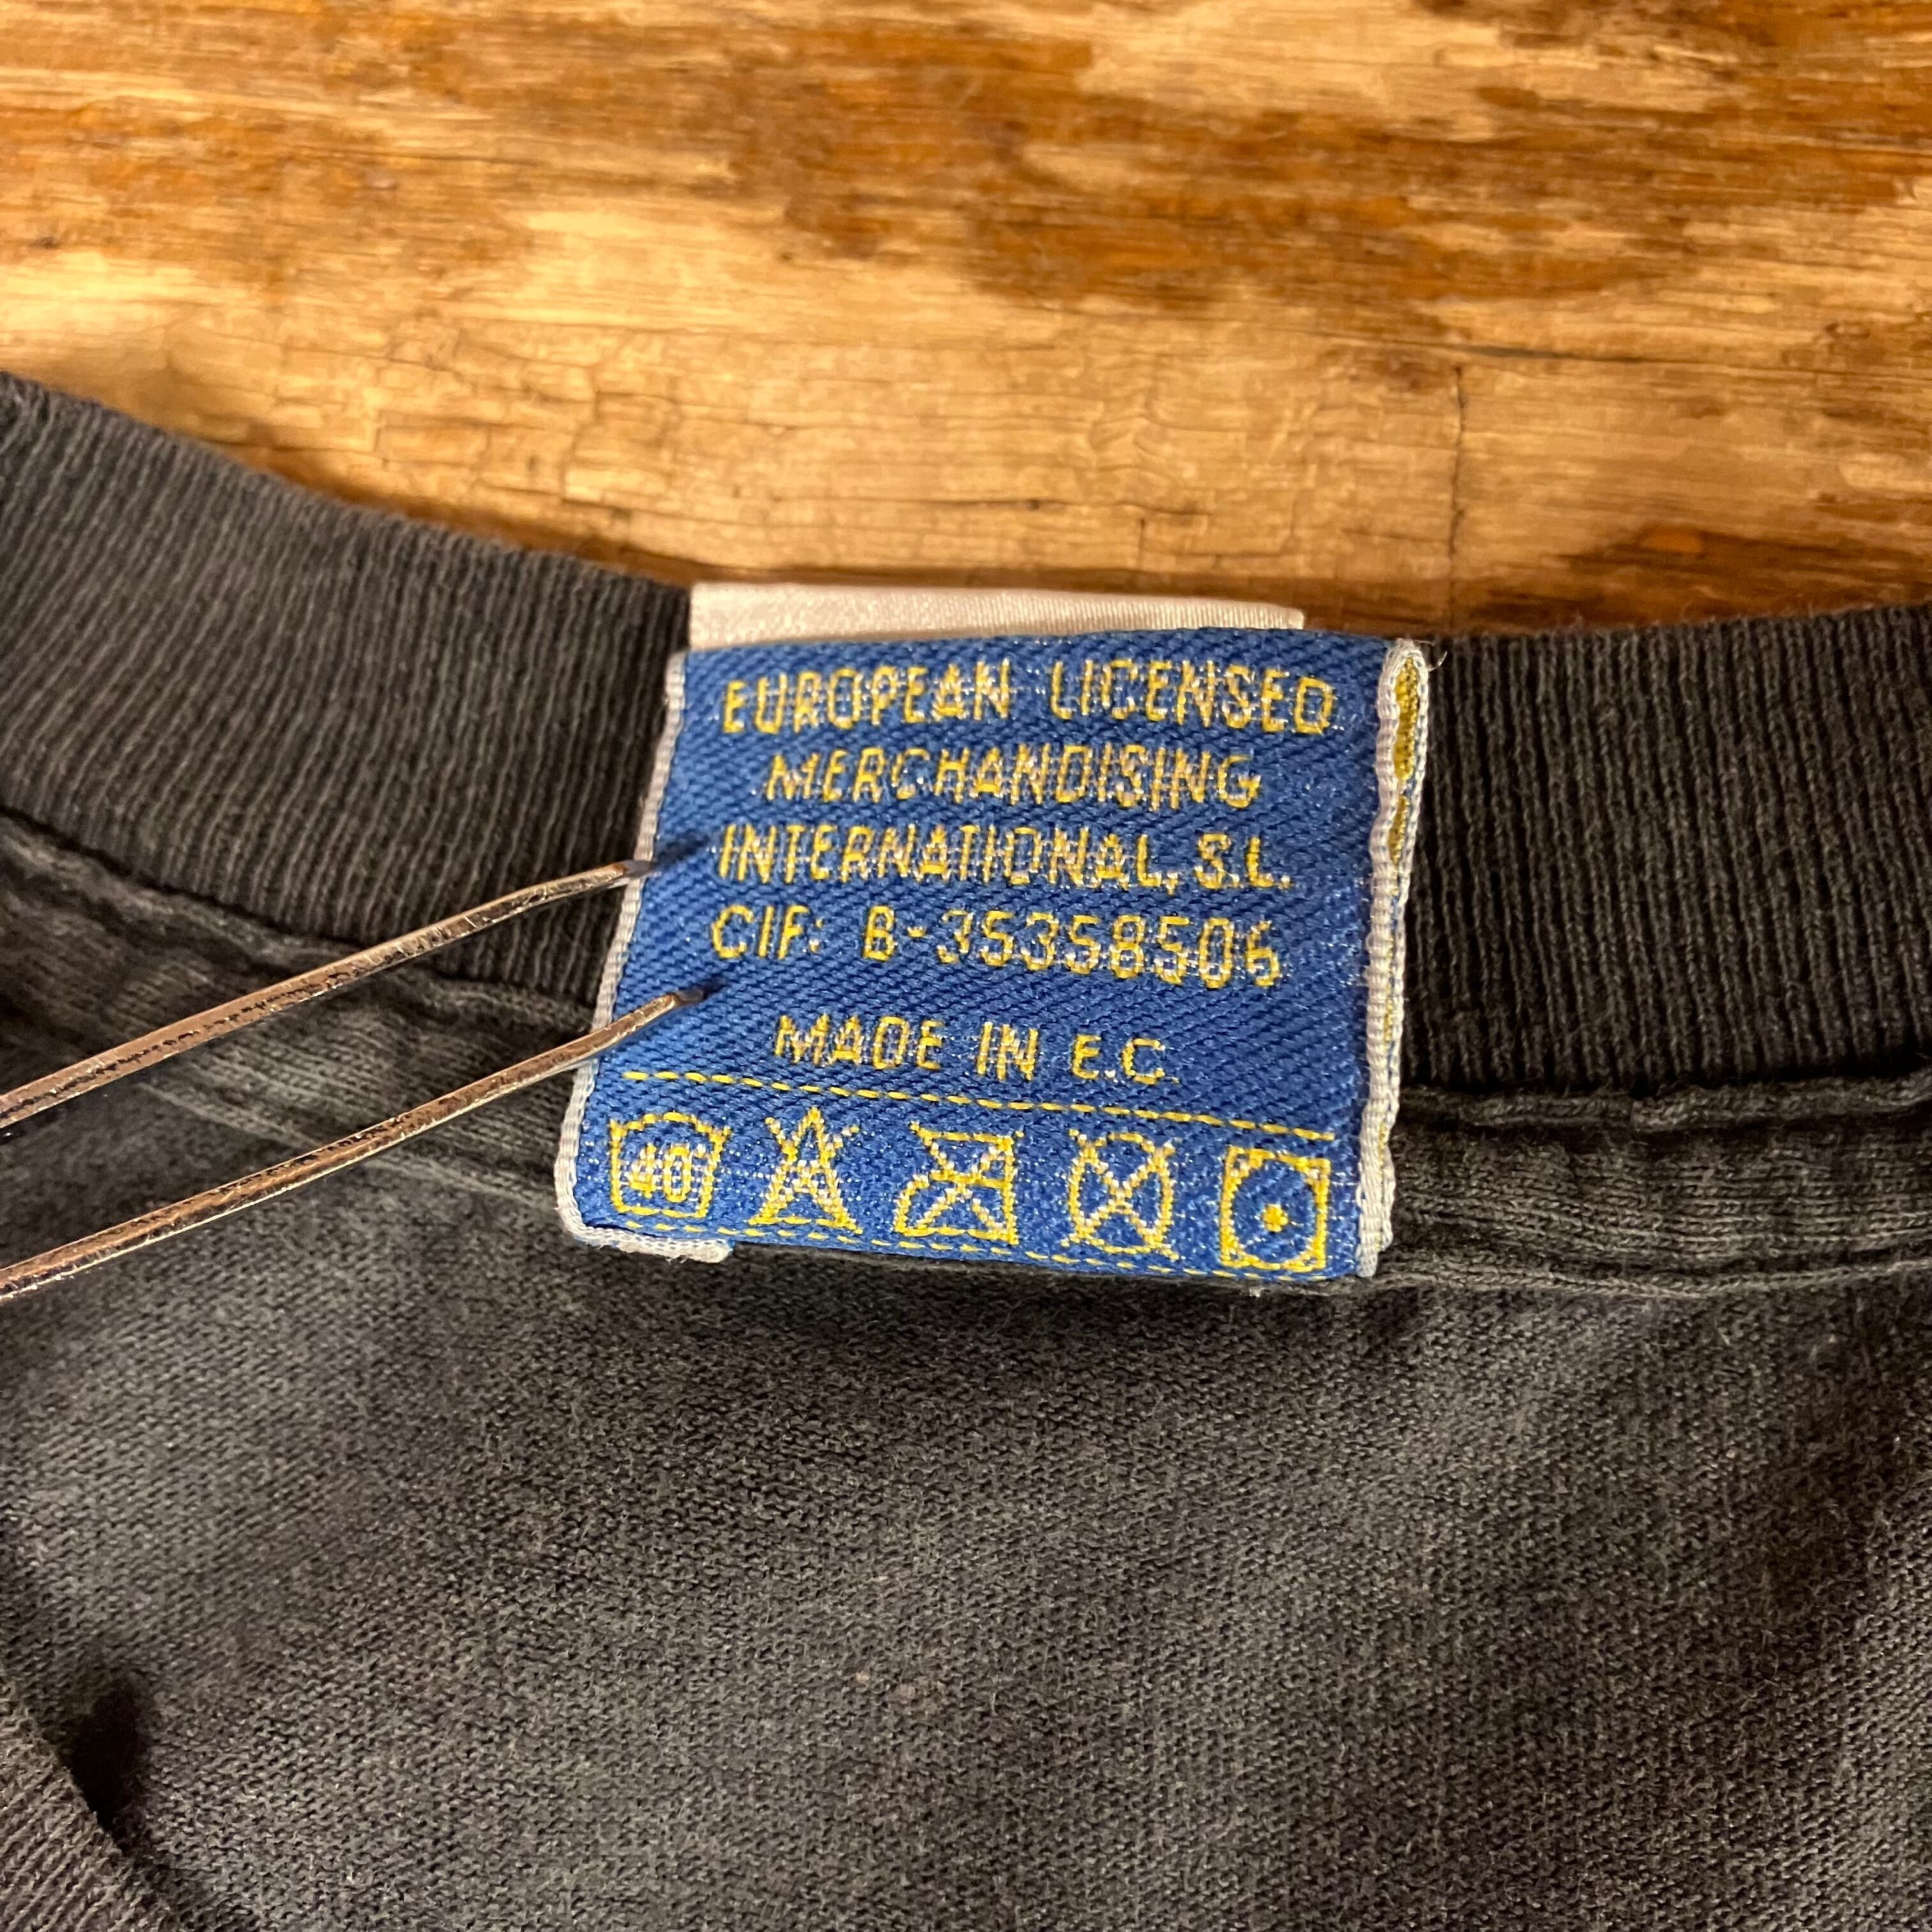 EUROPEAN LICENSED
MERCHANDISING
INTERNATIONAL, S.L.
CIF: B-35358506
MADE IN E.C.
40